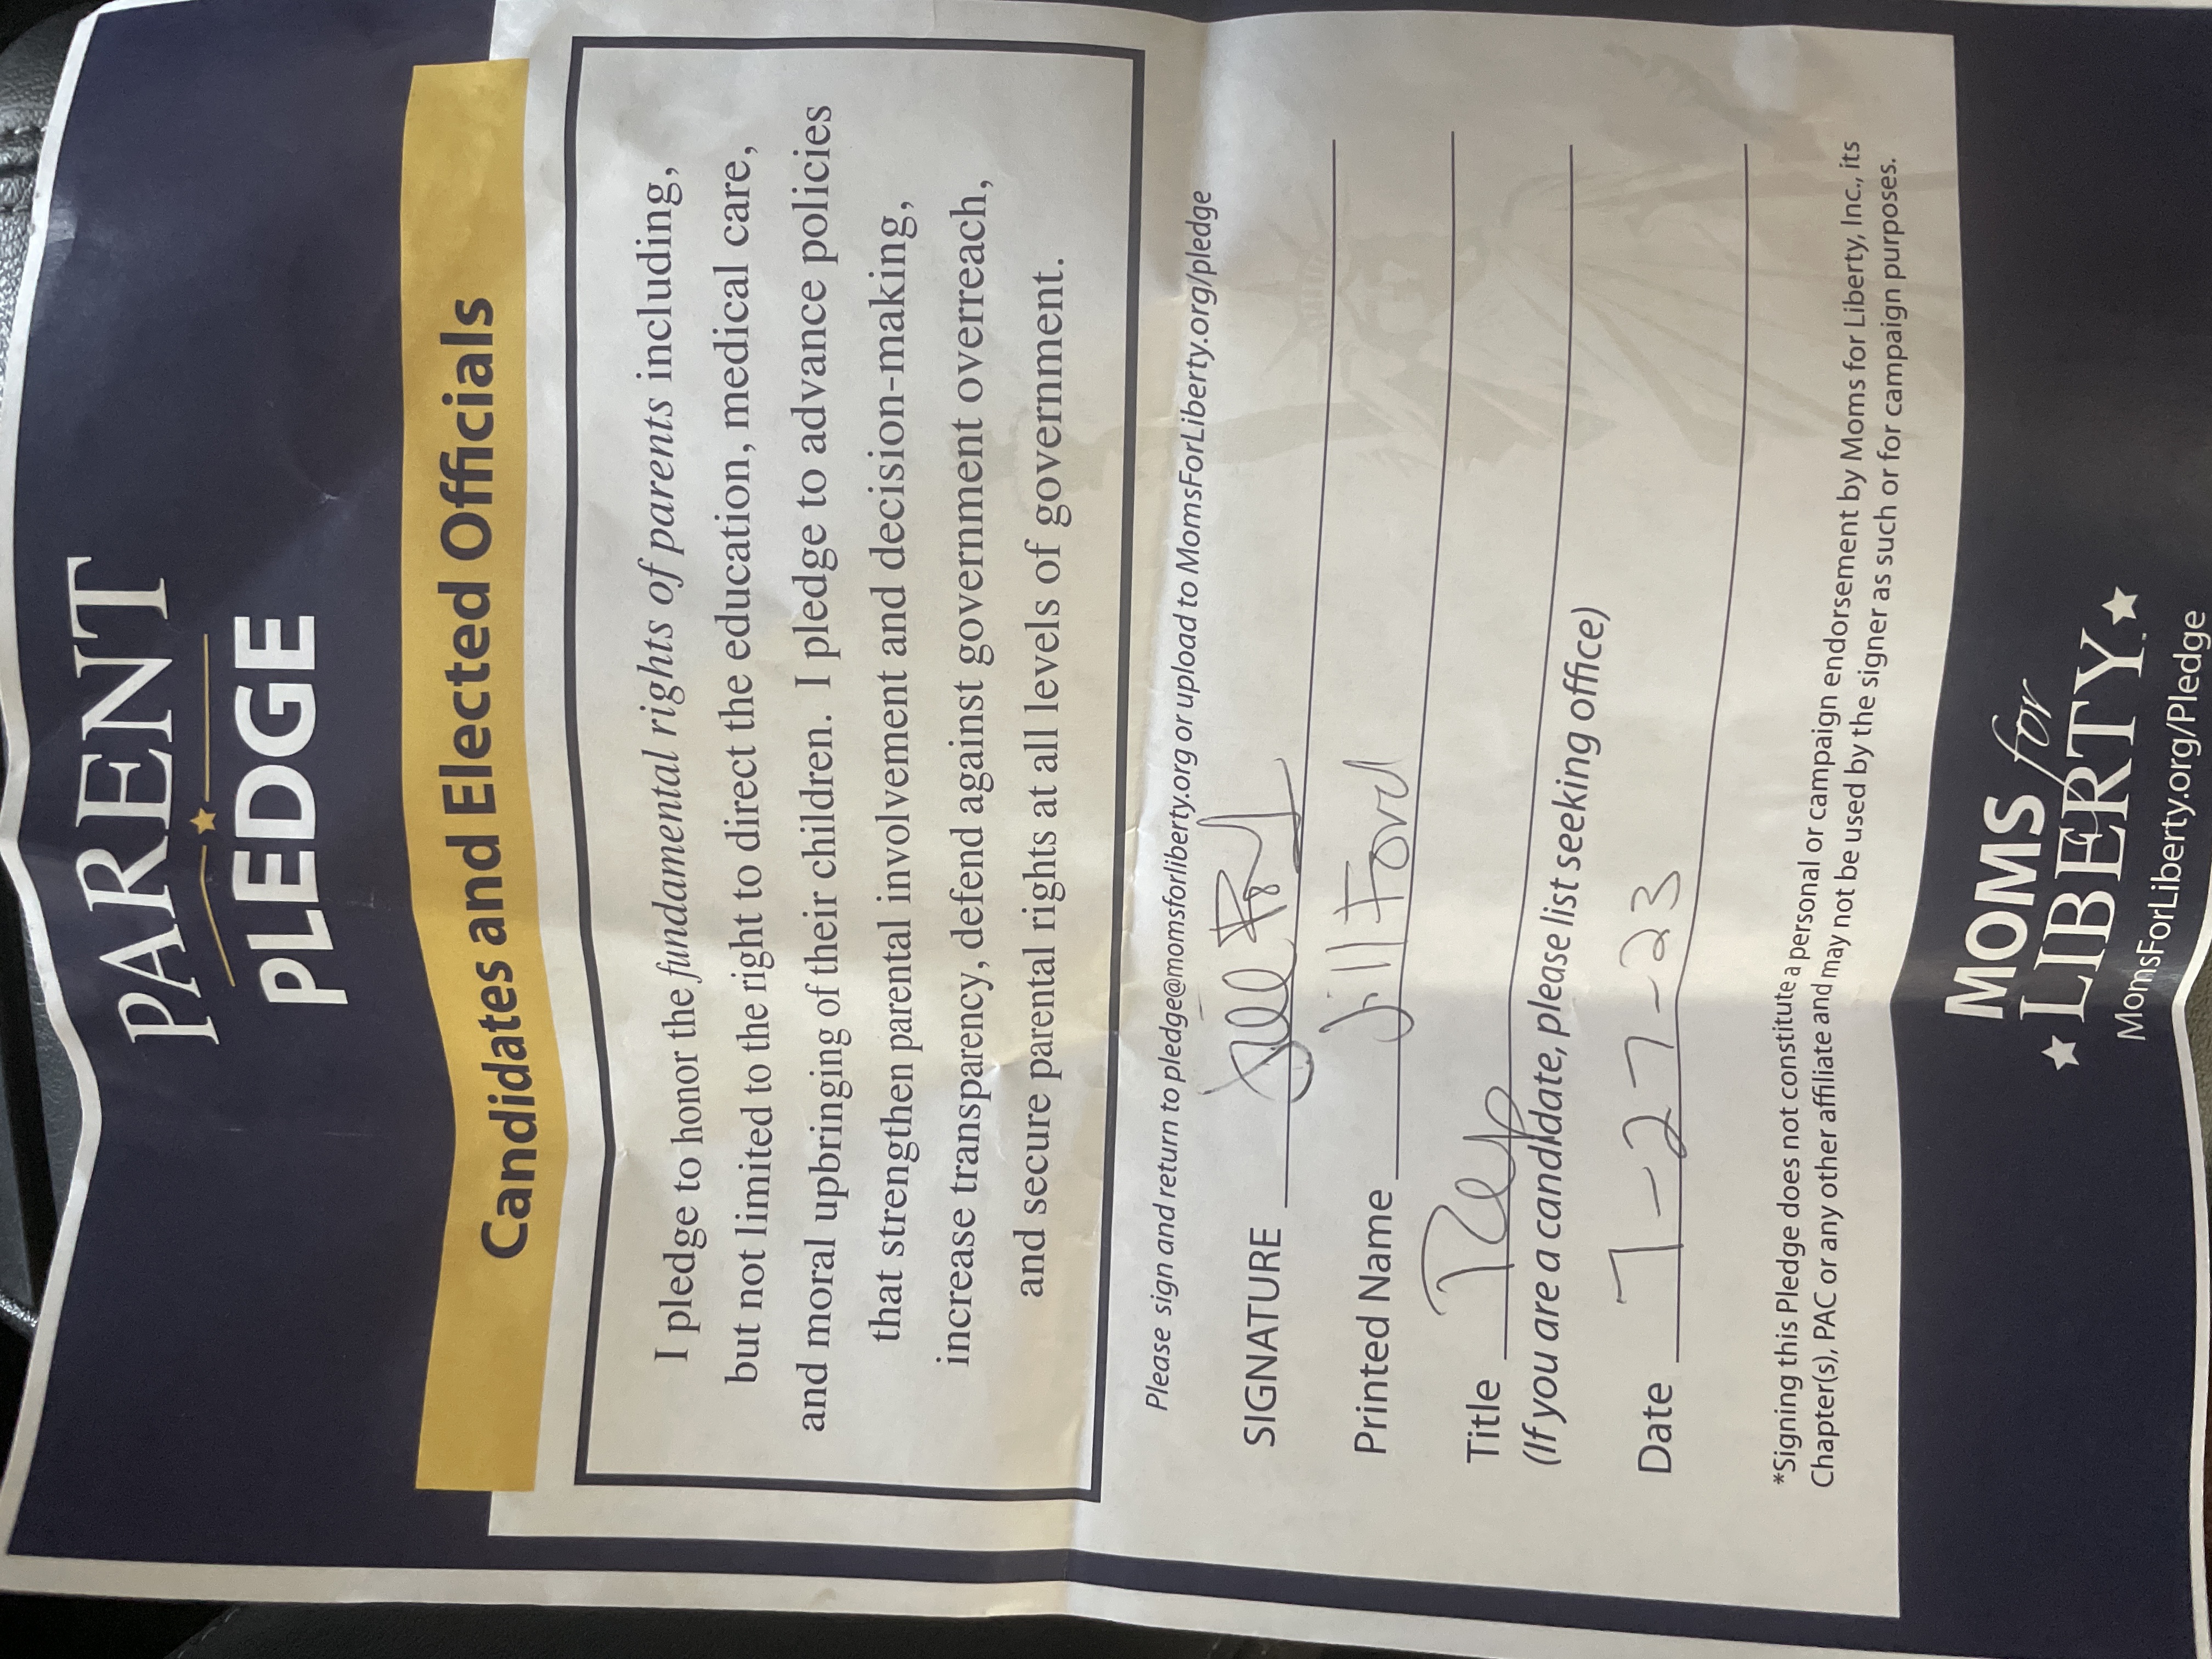 PARENT
PLEDGE
Candidates and Elected Officials
I pledge to honor the fundamental rights of parents including,
but not limited to the right to direct the education, medical care,
and moral upbringing of their children. I pledge to advance policies
that strengthen parental involvement and decision-making,
increase transparency, defend against government overreach,
and secure parental rights at all levels of government.
Please sign and return to pledge@momsforliberty.org or upload to MomsForLiberty.org/pledge
SIGNATURE Jill Ford
Printed Name Jill Ford
Title Rep
(If you are a candidate, please list seeking office)
Date 7-27-23
*Signing this Pledge does not constitute a personal or campaign endorsement by Moms for Liberty, Inc., its
Chapter(s), PAC or any other affiliate and may not be used by the signer as such or for campaign purposes.
MOMS for
LIBERTY
MomsForLiberty.org/Pledge